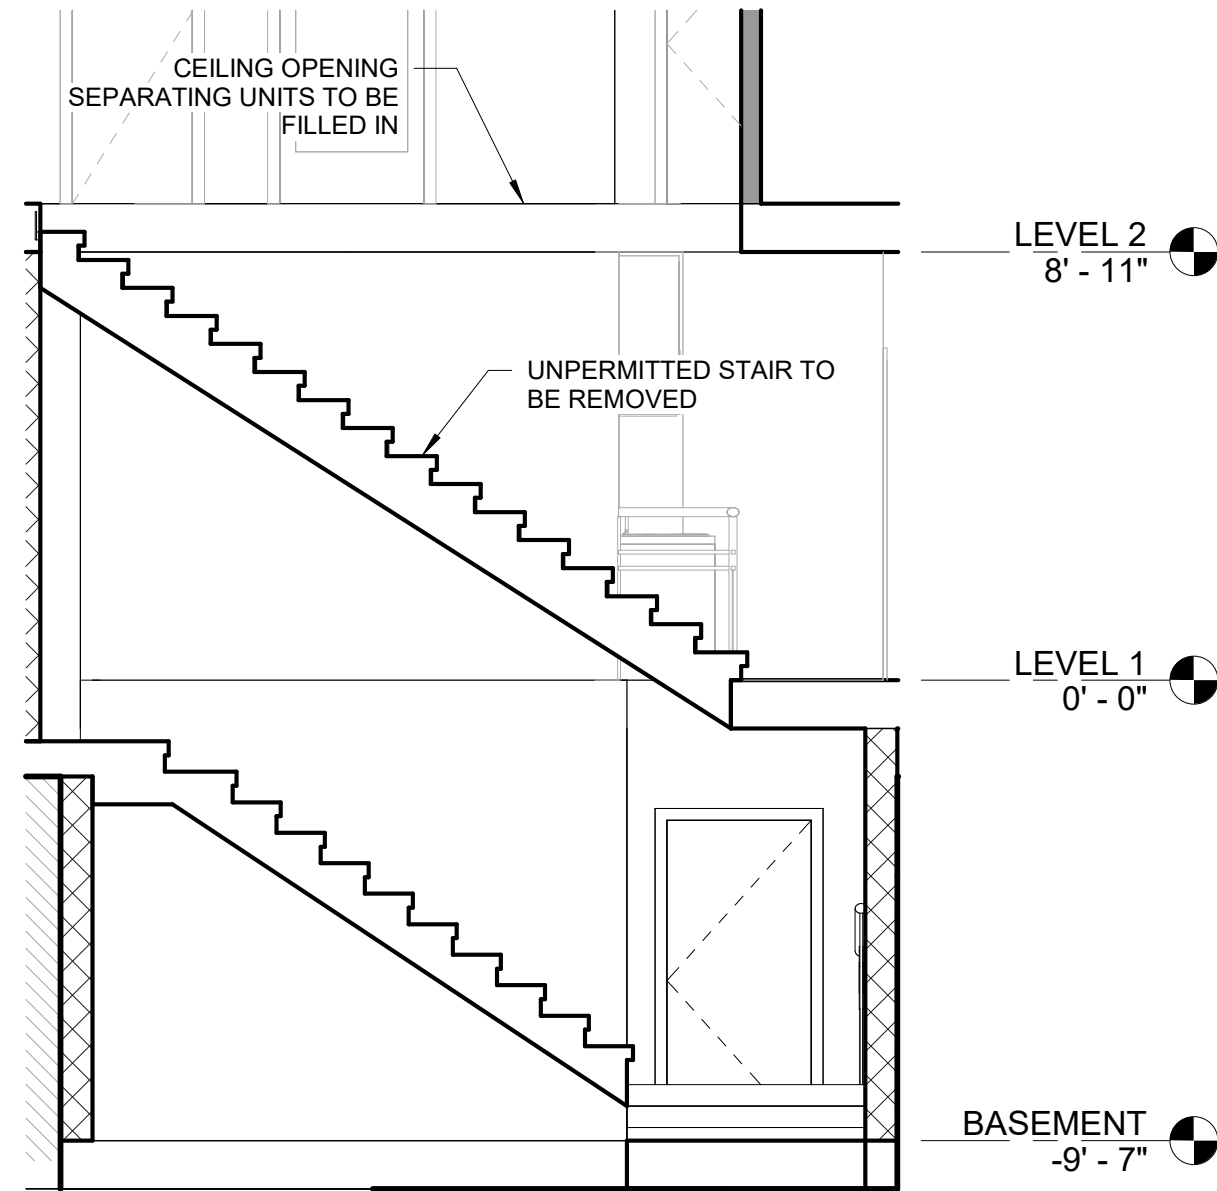 CEILING OPENING
SEPARATING UNITS TO BE
FILLED IN
LEVEL 2
8' - 11"
UNPERMITTED STAIR TO
BE REMOVED
LEVEL 1
0' - 0"
BASEMENT
-9' - 7"